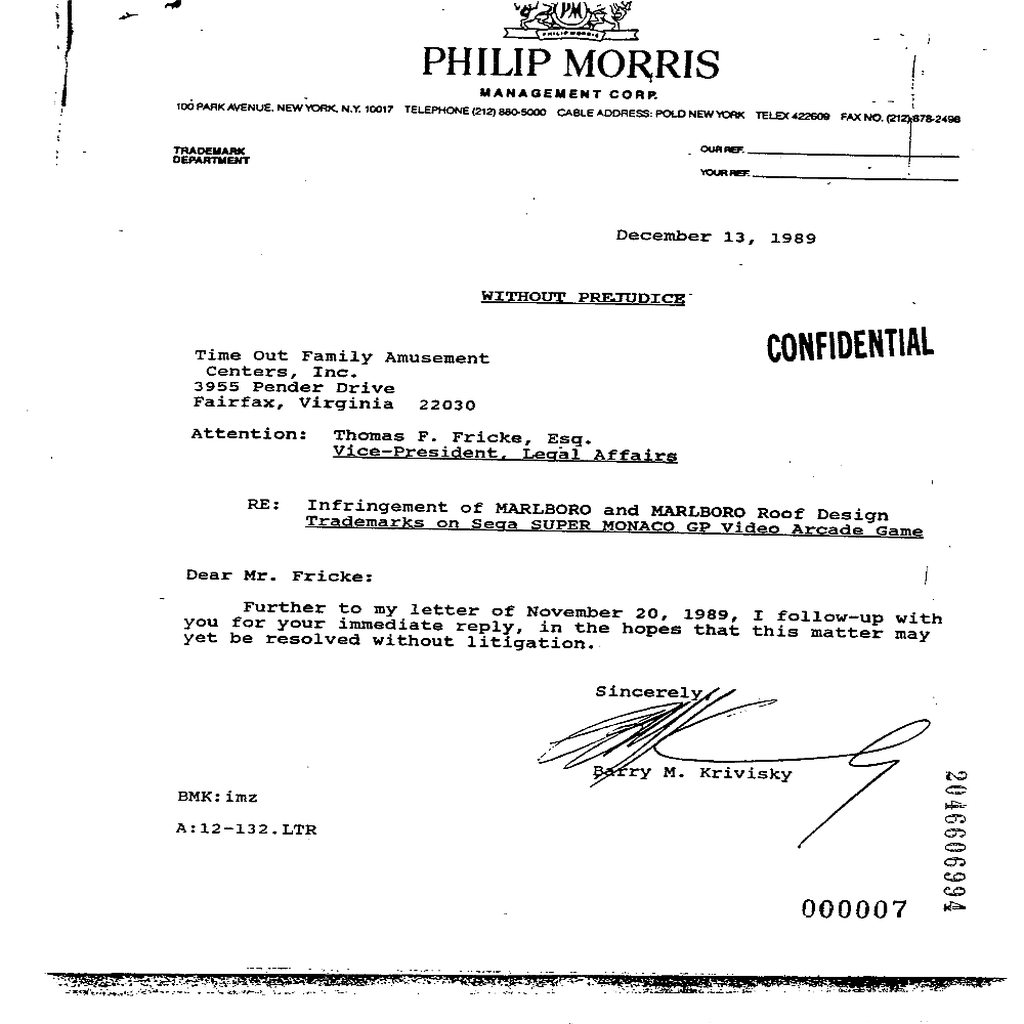 PM
PHILIP MORRIS
PHILIP MORRIS
MANAGEMENT CORP.
100 PARK AVENUE, NEW YORK, N.Y. 10017 TELEPHONE (212) 880-5000 CABLE ADDRESS: POLD NEW YORK TELEX 422609 FAX NO. (212) 878-2498
TRADEMARK
DEPARTMENT
OUR REF.
YOUR REF.
December 13, 1989
WITHOUT PREJUDICE
CONFIDENTIAL
Time Out Family Amusement
Centers, Inc.
3955 Pender Drive
Fairfax, Virginia 22030
Attention: Thomas F. Fricke, Esq.
Vice-President, Legal Affairs
RE: Infringement of MARLBORO and MARLBORO Roof Design
Trademarks on Sega SUPER MONACO GP Video Arcade Game
Dear Mr. Fricke:
Further to my letter of November 20, 1989, I follow-up with
you for your immediate reply, in the hopes that this matter may
yet be resolved without litigation.
Sincerely,
Barry M. Krivisky
BMK:imz
A:12-132.LTR
2046606994
000007